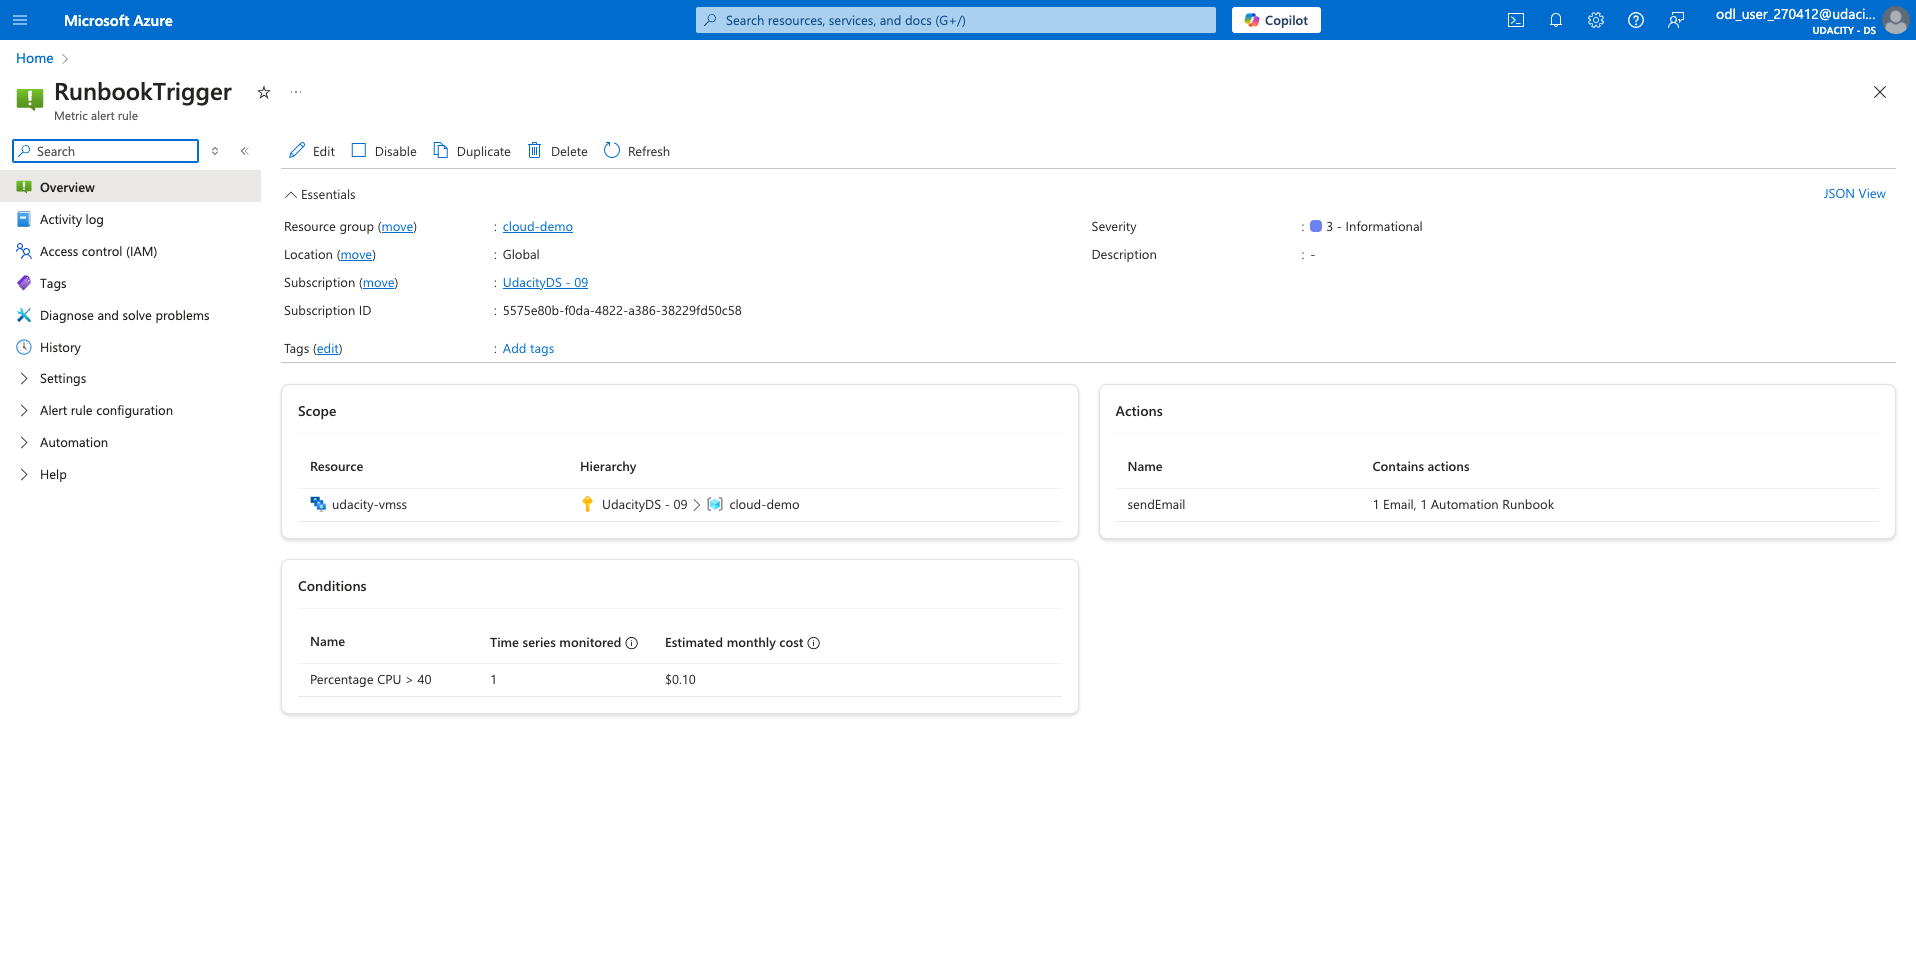 Microsoft Azure
Search resources, services, and docs (G+/)
Copilot
odl_user_270412@udaci...
UDACITY - DS
Home
RunbookTrigger
Metric alert rule
Search
Edit
Disable
Duplicate
Delete
Refresh
Overview
Activity log
Access control (IAM)
Tags
Diagnose and solve problems
History
Settings
Alert rule configuration
Automation
Help
Essentials
JSON View
Resource group (move) : cloud-demo
Location (move) : Global
Subscription (move) : UdacityDS - 09
Subscription ID : 5575e80b-f0da-4822-a386-38229fd50c58
Tags (edit) : Add tags
Severity : 3 - Informational
Description : -
Scope
Resource Hierarchy
udacity-vmss UdacityDS - 09 > cloud-demo
Actions
Name Contains actions
sendEmail 1 Email, 1 Automation Runbook
Conditions
Name Time series monitored Estimated monthly cost
Percentage CPU > 40 1 $0.10